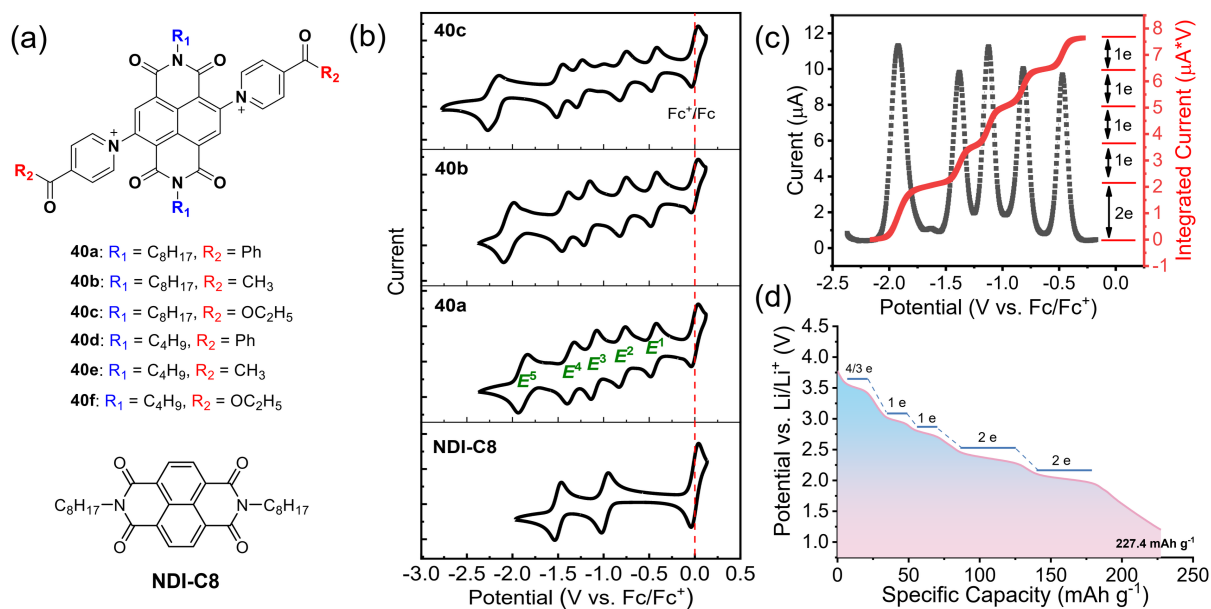 (a)
R₁
N
O
O
O
R₂
N
+
+
N
R₂
O
O
N
O
R₁
40a: R₁ = C₈H₁₇, R₂ = Ph
40b: R₁ = C₈H₁₇, R₂ = CH₃
40c: R₁ = C₈H₁₇, R₂ = OC₂H₅
40d: R₁ = C₄H₉, R₂ = Ph
40e: R₁ = C₄H₉, R₂ = CH₃
40f: R₁ = C₄H₉, R₂ = OC₂H₅
O
O
C₈H₁₇
N
N
C₈H₁₇
O
O
NDI-C8
(b)
40c
Fc⁺/Fc
40b
40a
E⁵
E⁴
E³
E²
E¹
NDI-C8
Current
-3.0 -2.5 -2.0 -1.5 -1.0 -0.5 0.0 0.5
Potential (V vs. Fc/Fc⁺)
(c)
12
10
8
6
4
2
0
Current (μA)
1e
1e
1e
1e
2e
8
7
6
5
4
3
2
1
0
-1
Integrated Current (μA*V)
-2.5 -2.0 -1.5 -1.0 -0.5 0.0
Potential (V vs. Fc/Fc⁺)
(d)
4.5
4.0
3.5
3.0
2.5
2.0
1.5
1.0
Potential vs. Li/Li⁺ (V)
4/3 e
1 e
1 e
2 e
2 e
227.4 mAh g⁻¹
0 50 100 150 200 250
Specific Capacity (mAh g⁻¹)